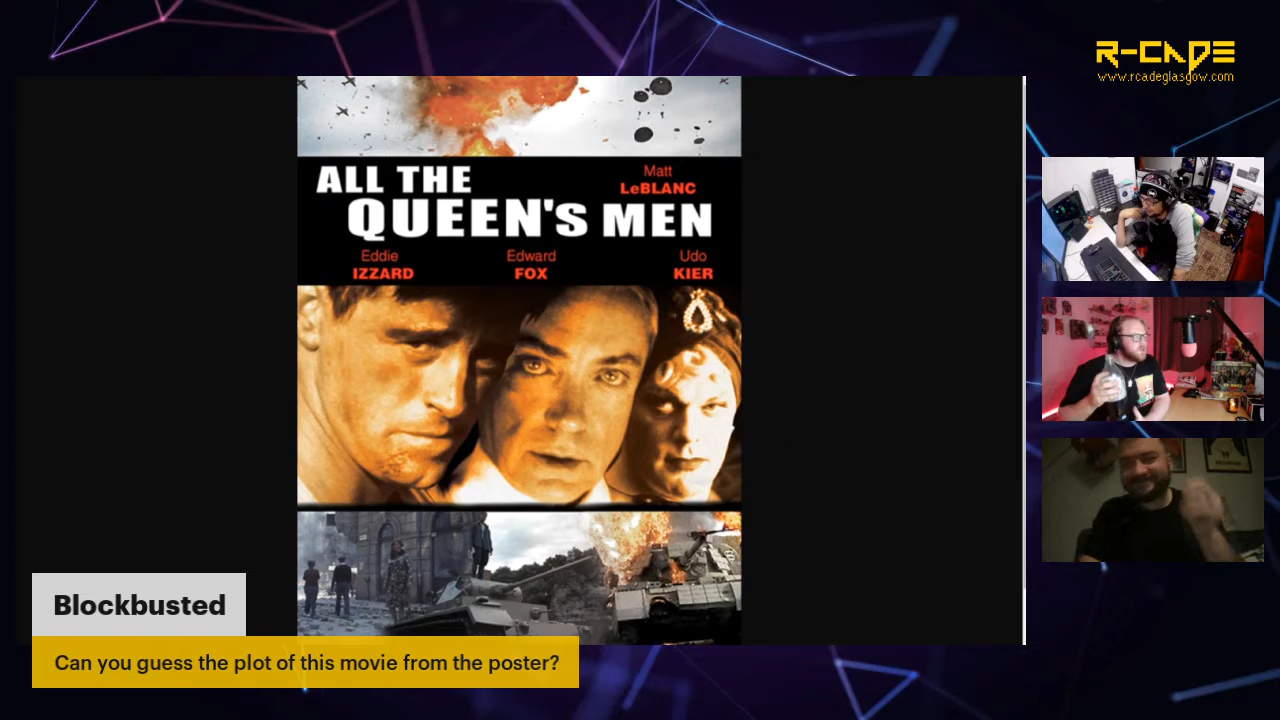 R-CADE
www.rcadeglasgow.com
ALL THE
QUEEN'S MEN
Matt
LeBLANC
Eddie
IZZARD
Edward
FOX
Udo
KIER
Blockbusted
Can you guess the plot of this movie from the poster?